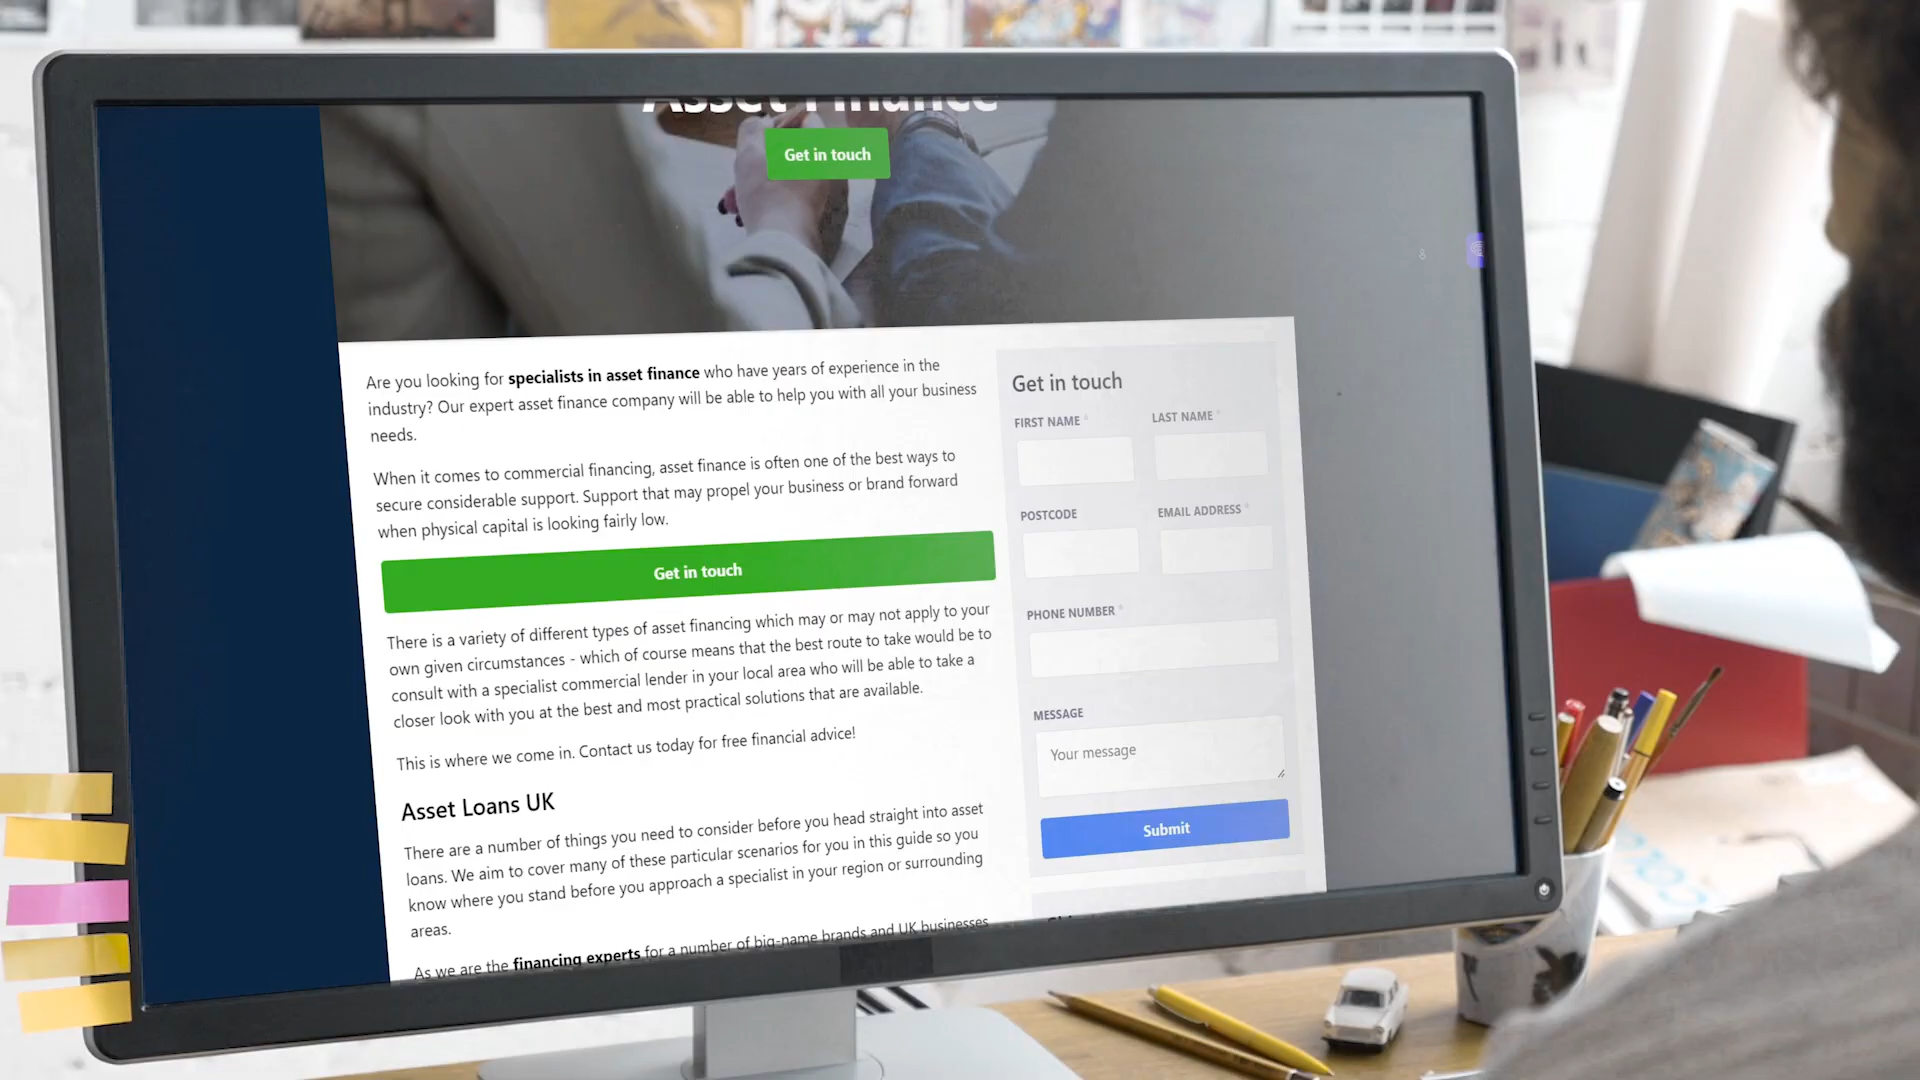 Asset Finance
Get in touch
Are you looking for specialists in asset finance who have years of experience in the
industry? Our expert asset finance company will be able to help you with all your business
needs.
When it comes to commercial financing, asset finance is often one of the best ways to
secure considerable support. Support that may propel your business or brand forward
when physical capital is looking fairly low.
Get in touch
There is a variety of different types of asset financing which may or may not apply to your
own given circumstances - which of course means that the best route to take would be to
consult with a specialist commercial lender in your local area who will be able to take a
closer look with you at the best and most practical solutions that are available.
This is where we come in. Contact us today for free financial advice!
Asset Loans UK
There are a number of things you need to consider before you head straight into asset
loans. We aim to cover many of these particular scenarios for you in this guide so you
know where you stand before you approach a specialist in your region or surrounding
areas.
As we are the financing experts for a number of big-name brands and UK businesses
Get in touch
FIRST NAME *
LAST NAME *
POSTCODE
EMAIL ADDRESS *
PHONE NUMBER *
MESSAGE
Your message
Submit